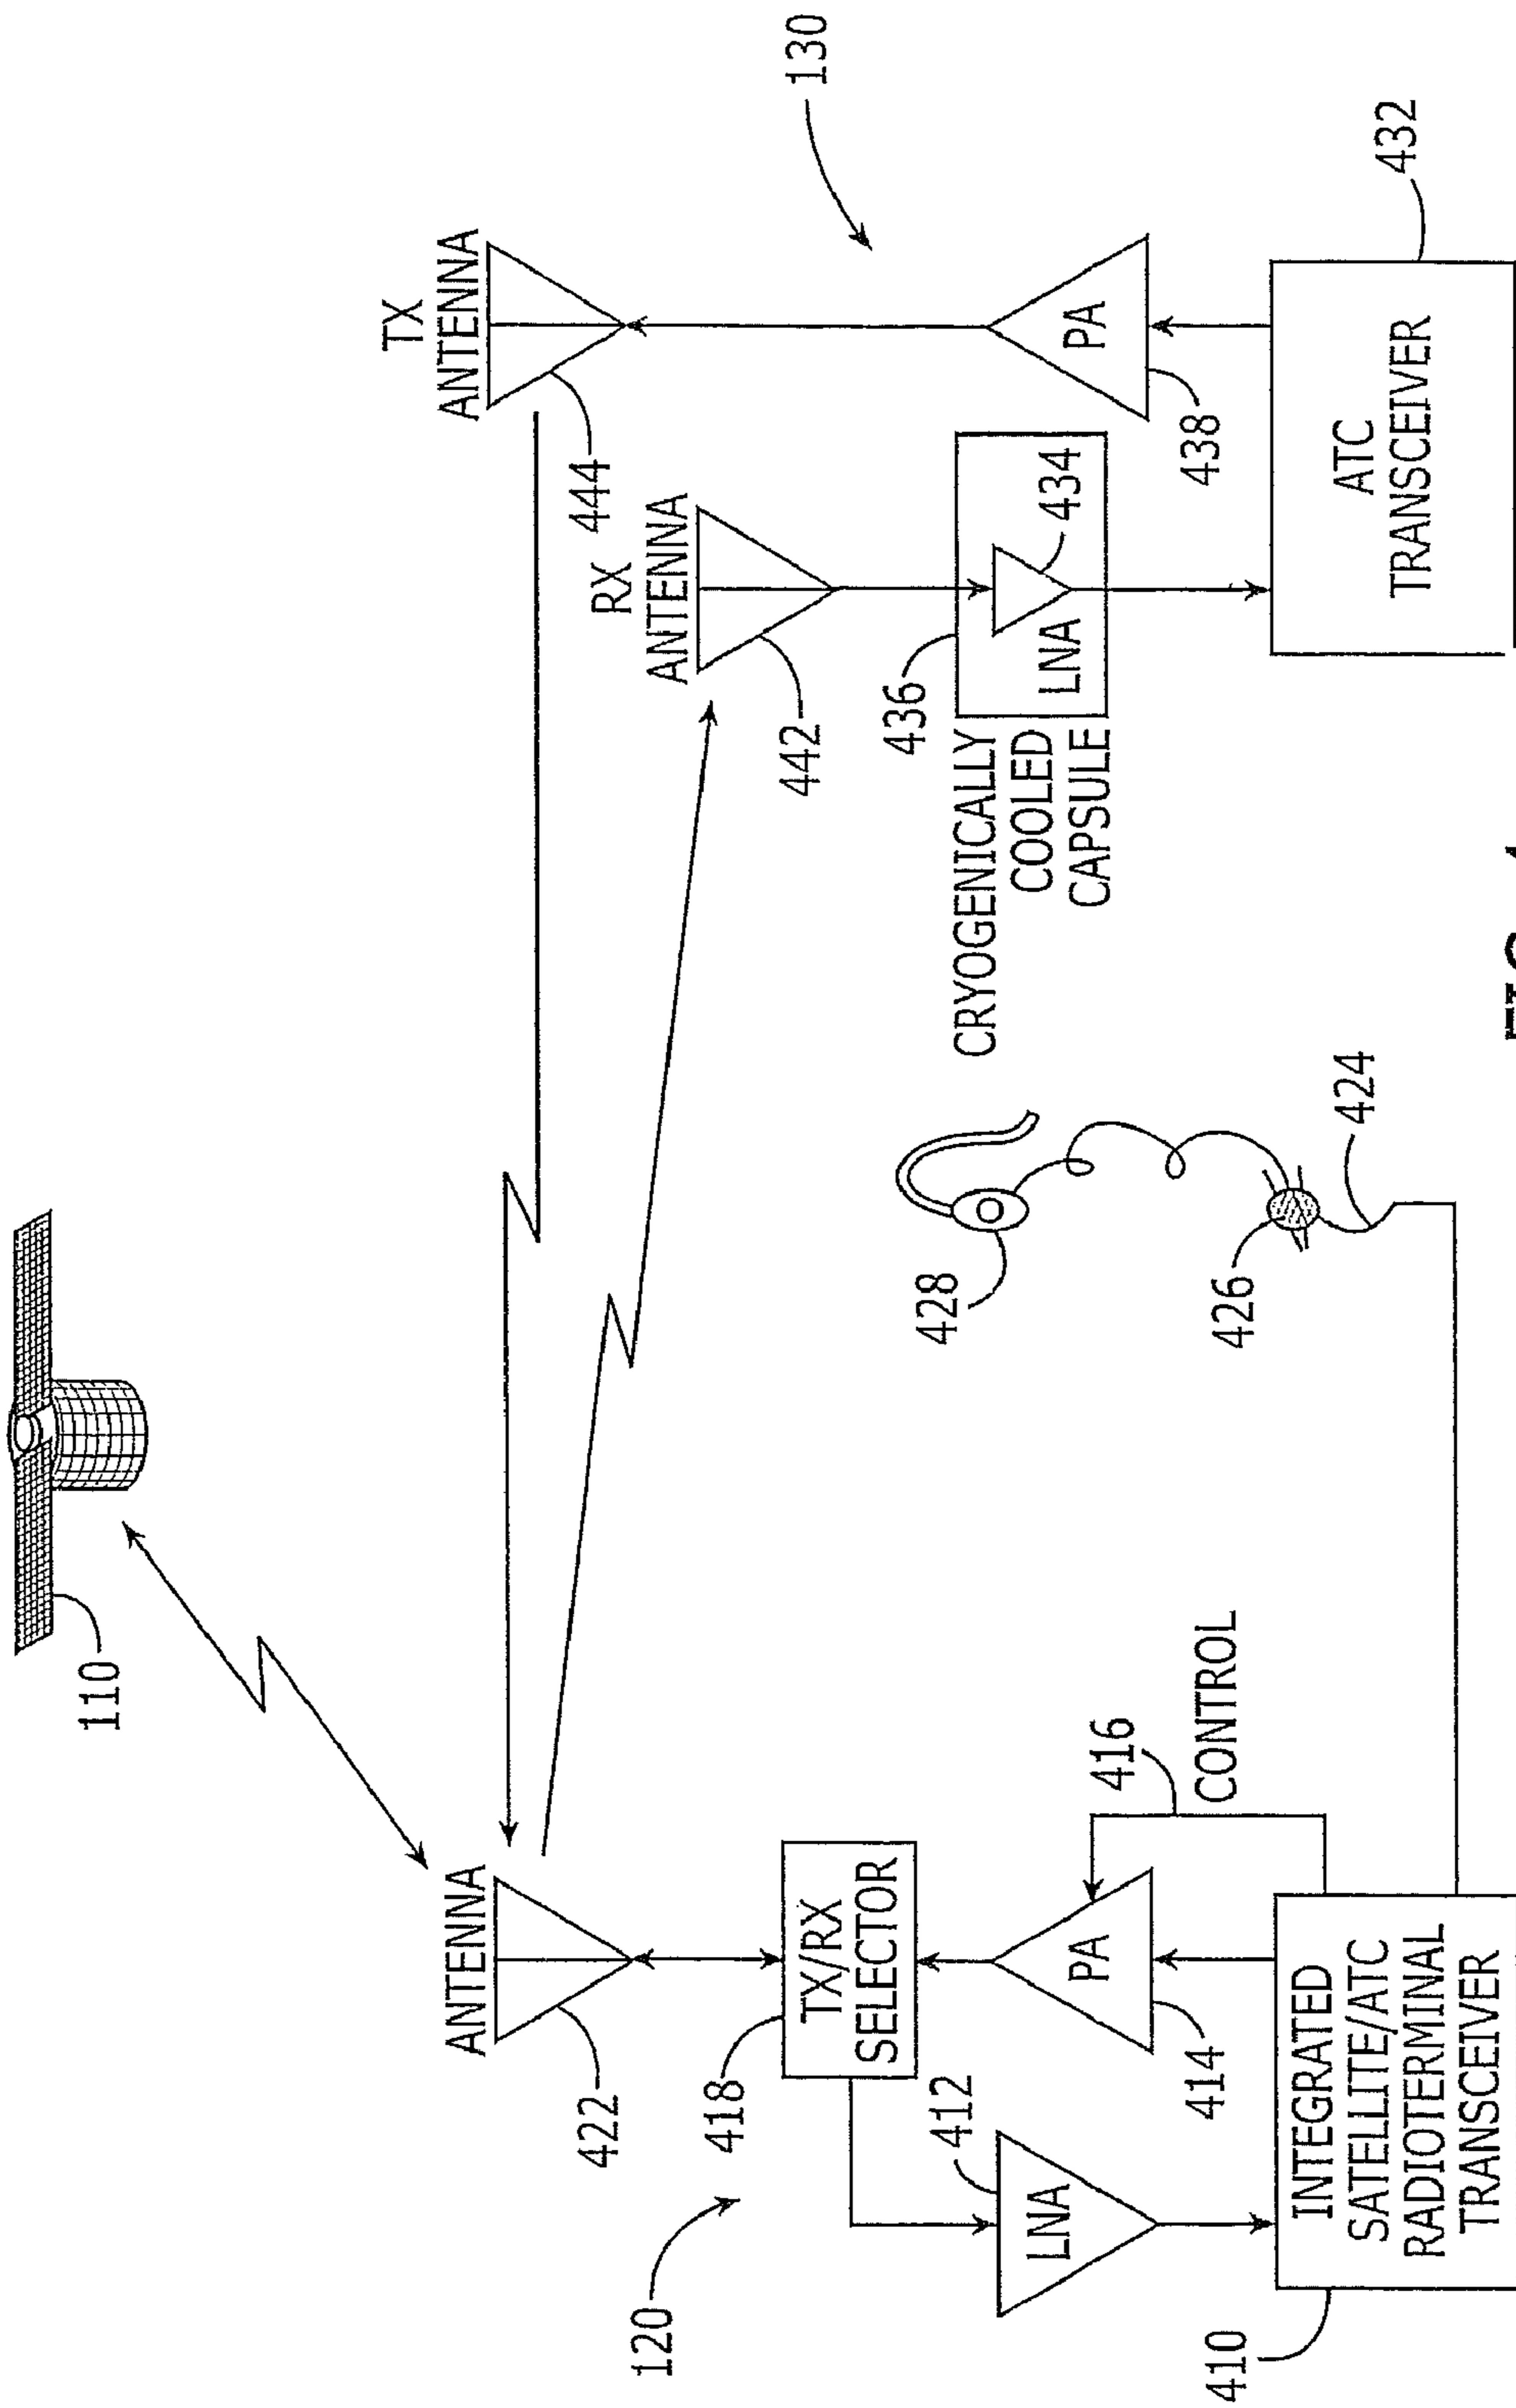 110
ANTENNA
422
120
418
TX/RX
SELECTOR
412
LNA
PA
414
416
CONTROL
410
INTEGRATED
SATELLITE/ATC
RADIOTERMINAL
TRANSCEIVER
428
426
424
TX
ANTENNA
444
RX
ANTENNA
442
130
436
CRYOGENICALLY
COOLED
CAPSULE
LNA
434
PA
438
ATC
TRANSCEIVER
432
FIG.